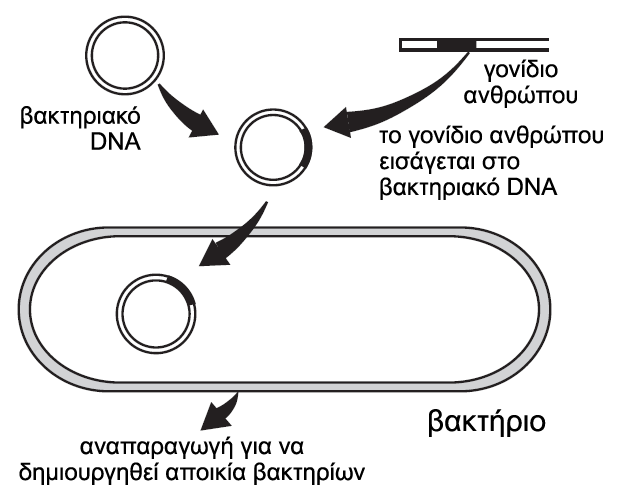 βακτηριακό
DNA
γονίδιο
ανθρώπου
το γονίδιο ανθρώπου
εισάγεται στο
βακτηριακό DNA
βακτήριο
αναπαραγωγή για να
δημιουργηθεί αποικία βακτηρίων